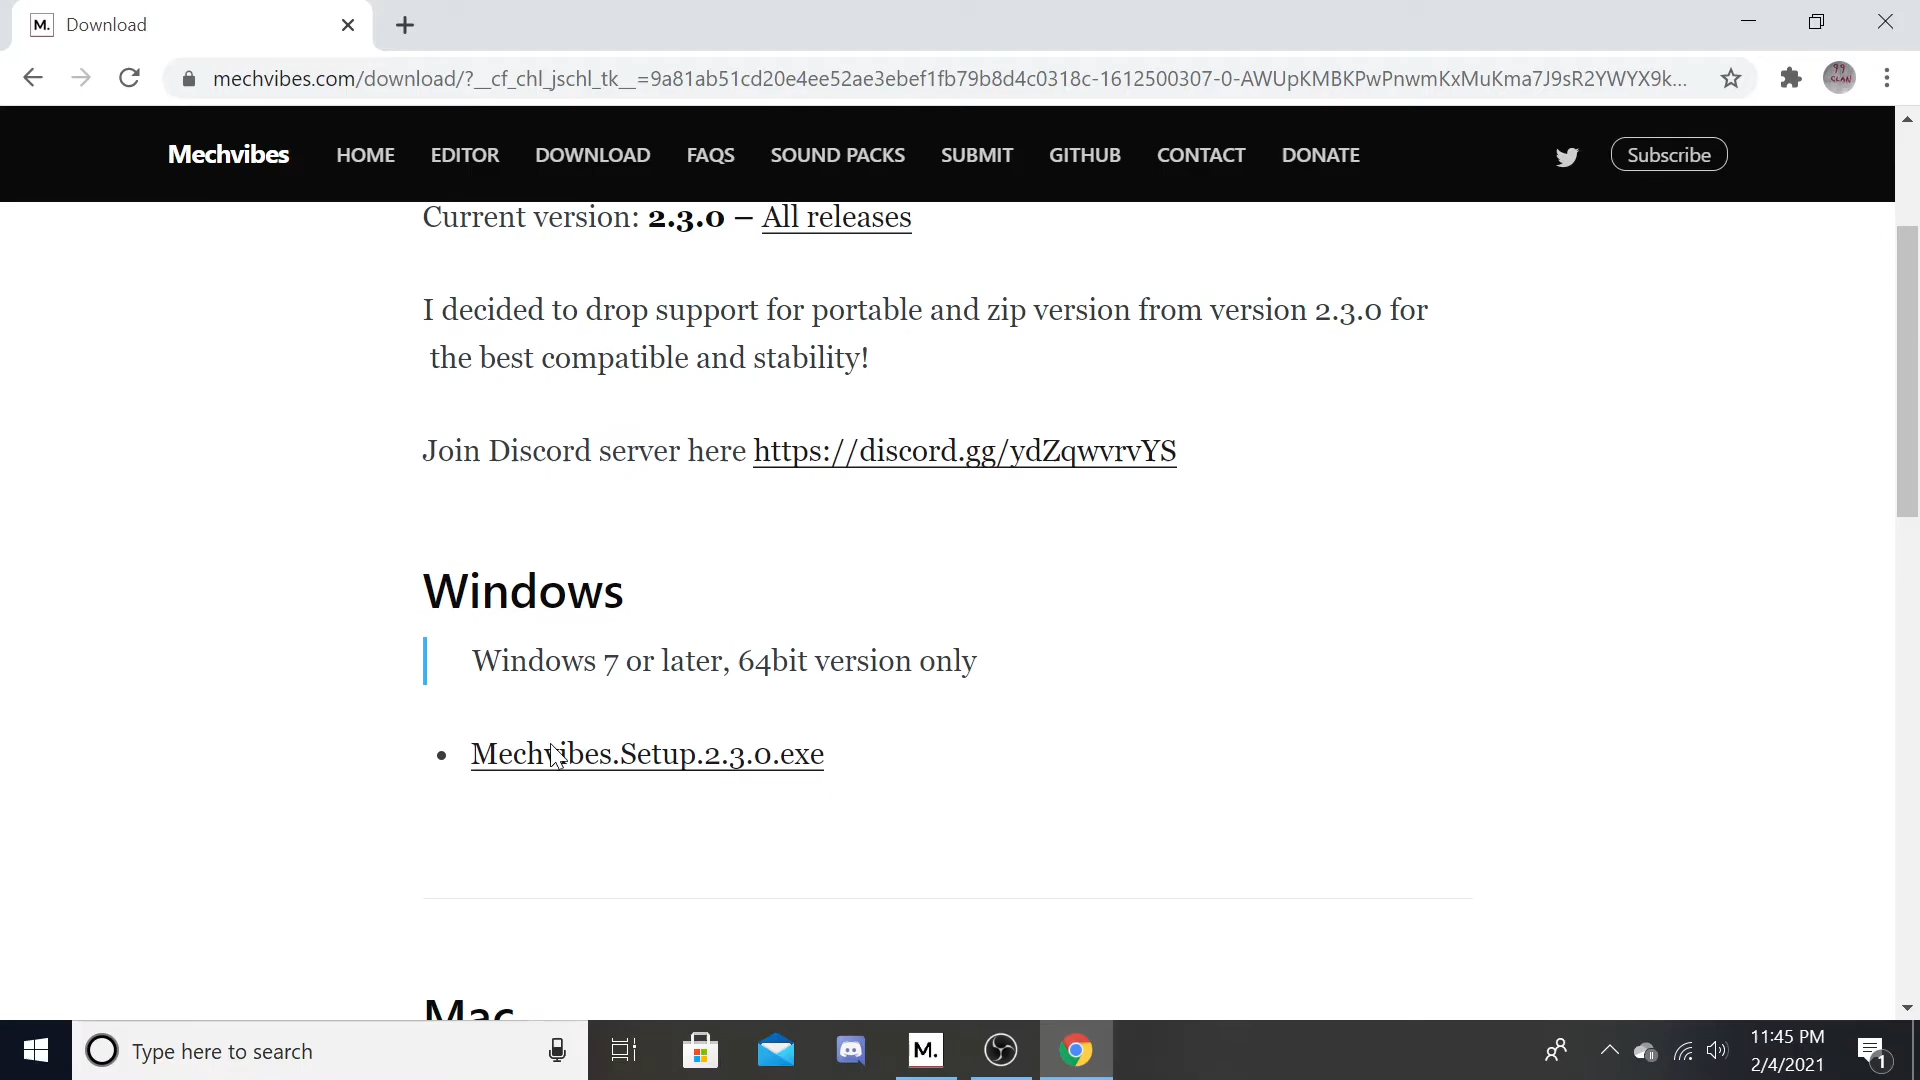 M. Download
mechvibes.com/download/?__cf_chl_jschl_tk__=9a81ab51cd20e4ee52ae3ebef1fb79b8d4c0318c-1612500307-0-AWUpKMBKPwPnwmKxMuKma7J9sR2YWYX9k...
99
CLAN
Mechvibes HOME EDITOR DOWNLOAD FAQS SOUND PACKS SUBMIT GITHUB CONTACT DONATE Subscribe
Current version: 2.3.0 – All releases
I decided to drop support for portable and zip version from version 2.3.0 for
the best compatible and stability!
Join Discord server here https://discord.gg/ydZqwvrvYS
Windows
Windows 7 or later, 64bit version only
• Mechvibes.Setup.2.3.0.exe
Mac
Type here to search
M.
11:45 PM
2/4/2021
1